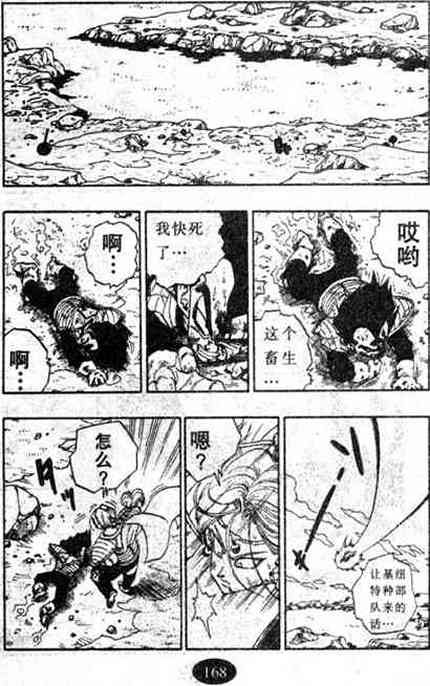 哎哟
这个
畜生
…
我快死
了…
啊…
啊…
让基纽
特种部
队来的
话…
嗯？
怎么？
168